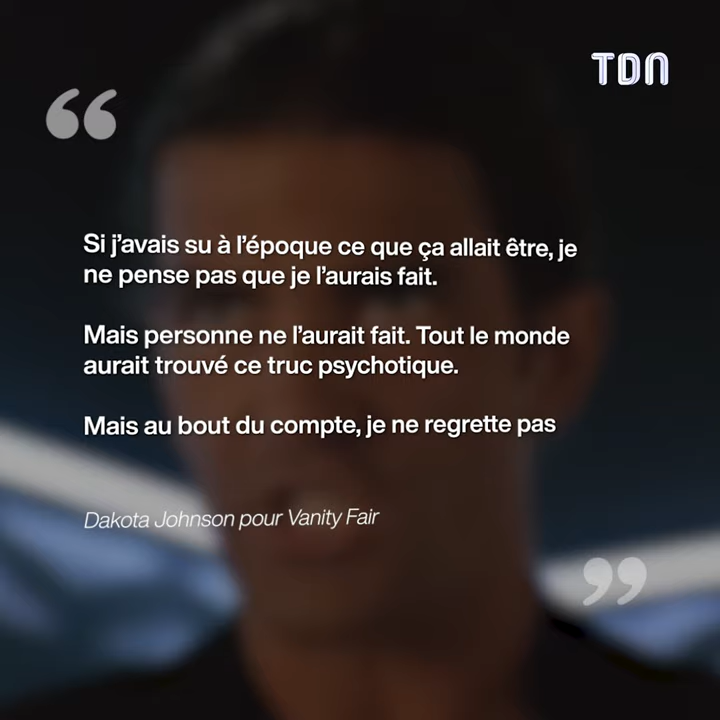 TDN
“
Si j’avais su à l’époque ce que ça allait être, je
ne pense pas que je l’aurais fait.
Mais personne ne l’aurait fait. Tout le monde
aurait trouvé ce truc psychotique.
Mais au bout du compte, je ne regrette pas
Dakota Johnson pour Vanity Fair
”